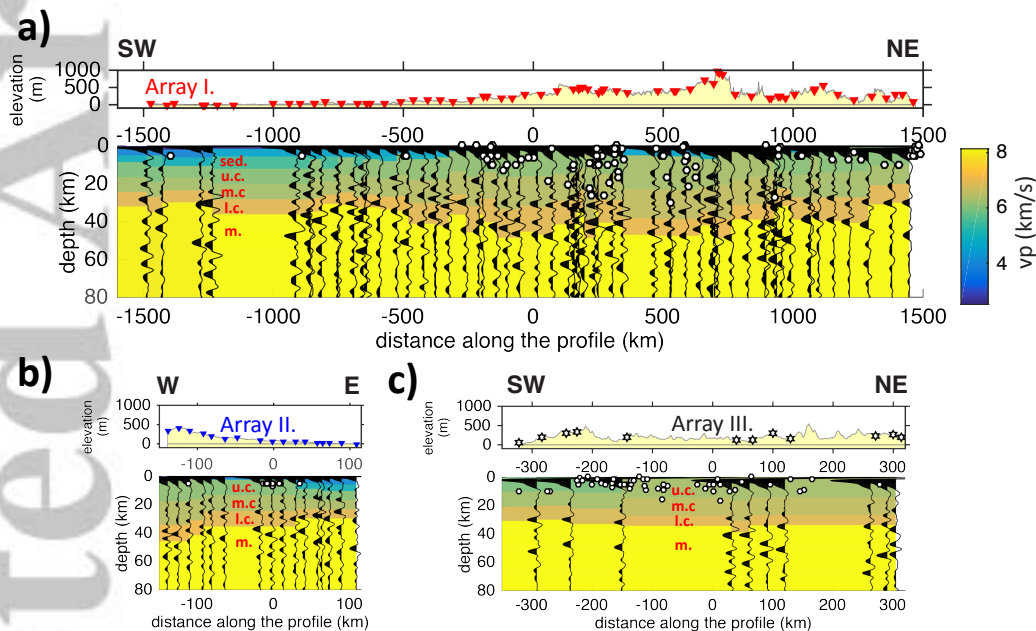 a)
SW
NE
elevation
(m)
1000
500
0
Array I.
-1500
-1000
-500
0
500
1000
1500
depth (km)
0
20
40
60
80
sed.
u.c.
m.c
l.c.
m.
-1500
-1000
-500
0
500
1000
1500
distance along the profile (km)
8
6
4
vp (km/s)
b)
W
E
elevation
(m)
1000
500
0
Array II.
-100
0
100
depth (km)
0
20
40
60
80
u.c.
m.c
l.c.
m.
-100
0
100
distance along the profile (km)
c)
SW
NE
elevation
(m)
1000
500
0
Array III.
-300
-200
-100
0
100
200
300
depth (km)
0
20
40
60
80
u.c.
m.c
l.c.
m.
-300
-200
-100
0
100
200
300
distance along the profile (km)
ted A